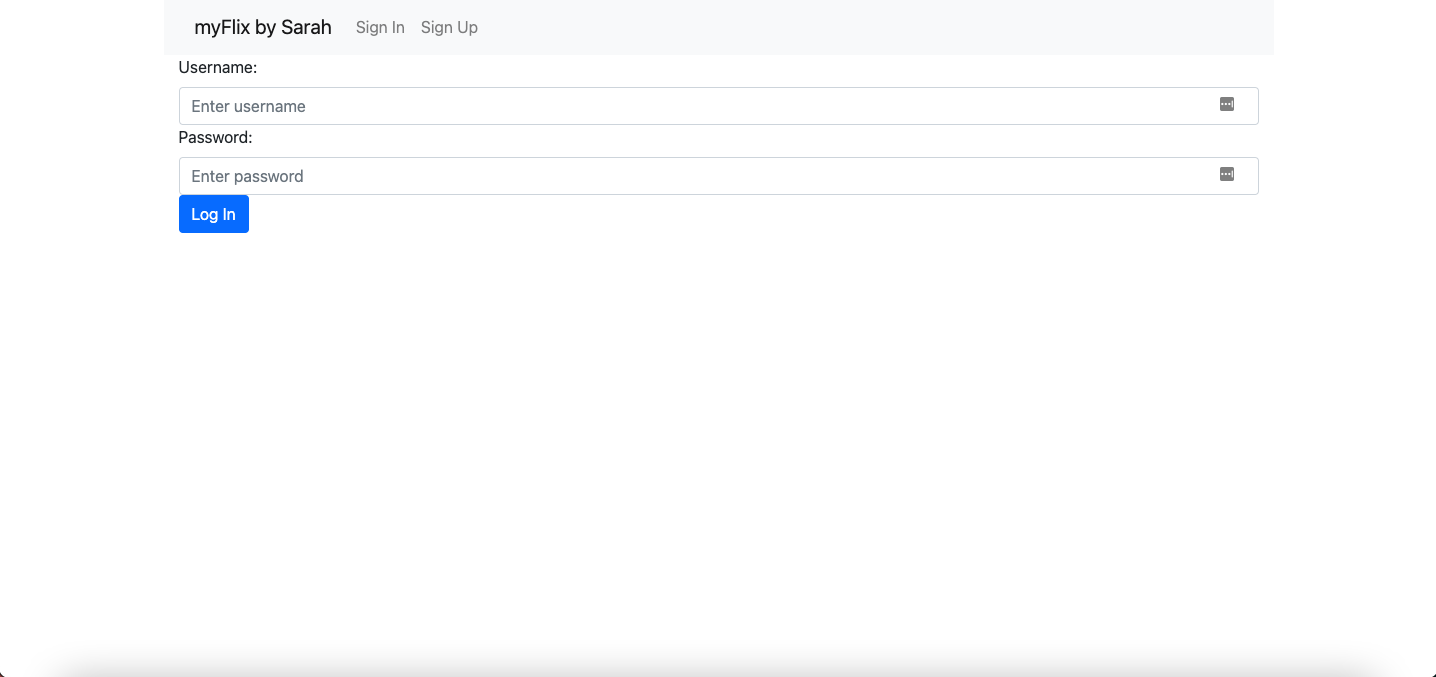 myFlix by Sarah Sign In Sign Up
Username:
Enter username
Password:
Enter password
Log In